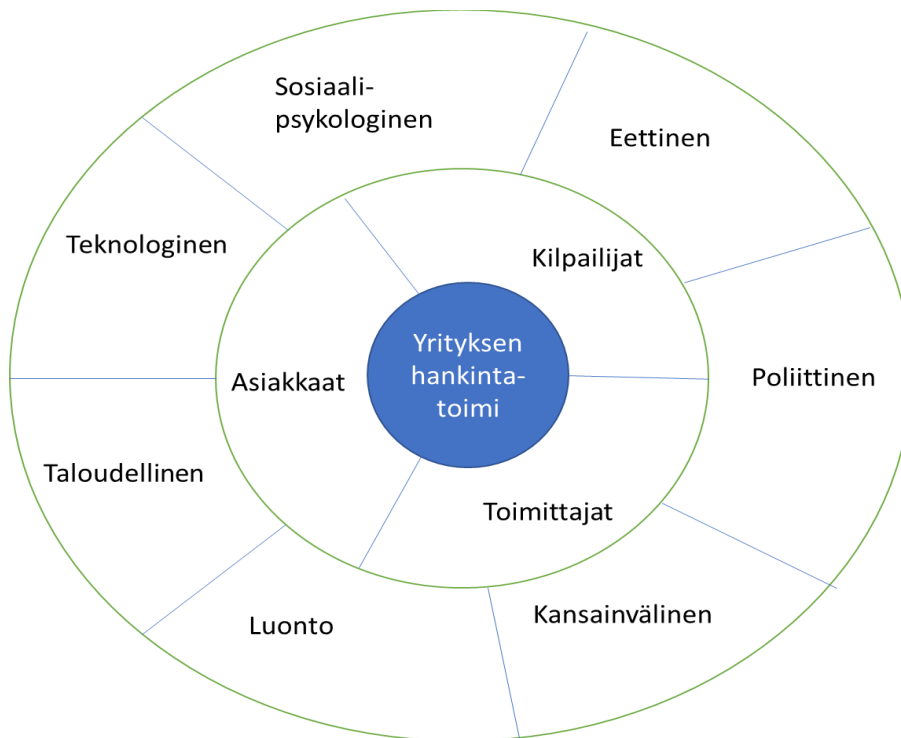 Sosiaali-
psykologinen
Eettinen
Teknologinen
Kilpailijat
Yrityksen
hankinta-
toimi
Asiakkaat
Poliittinen
Taloudellinen
Toimittajat
Luonto
Kansainvälinen